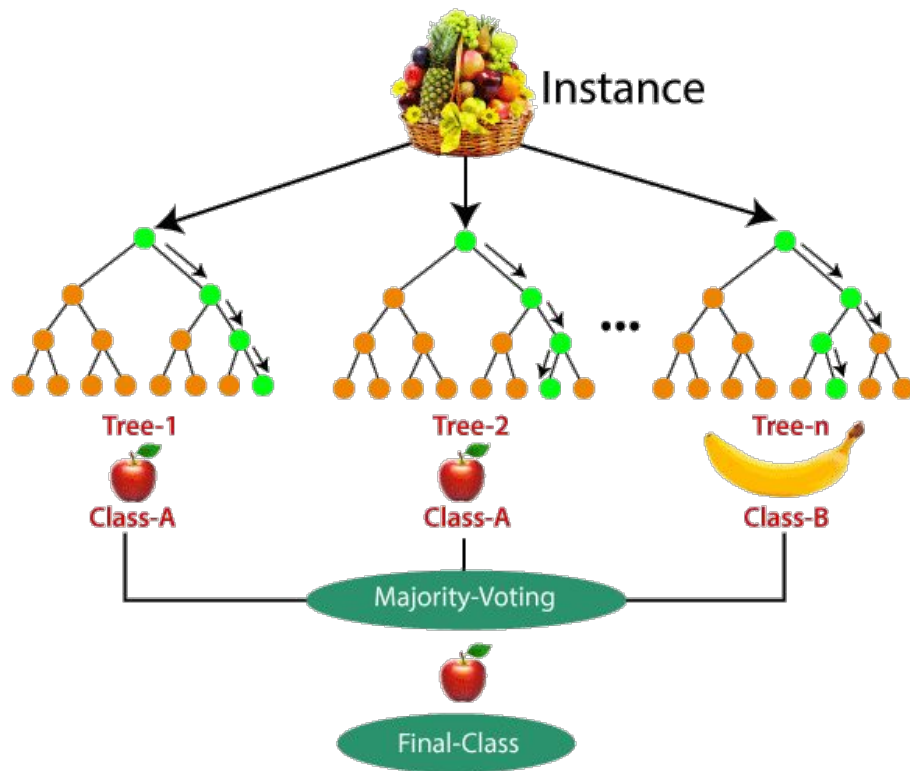 Instance
...
Tree-1
Tree-2
Tree-n
Class-A
Class-A
Class-B
Majority-Voting
Final-Class